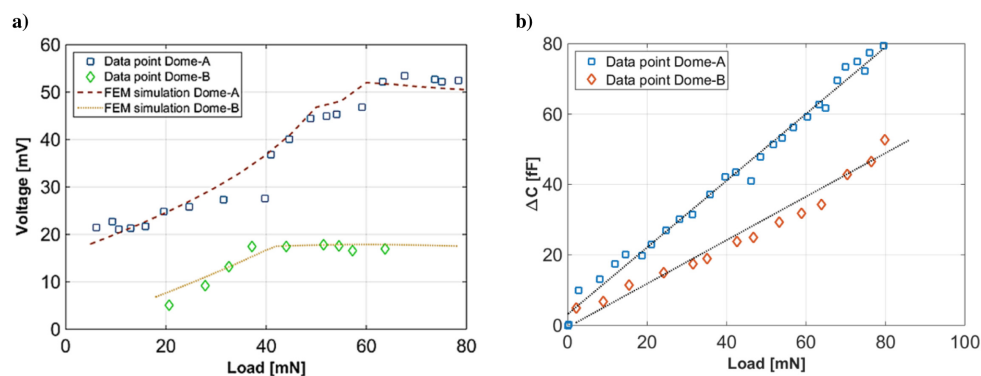 a)
60
50
40
30
20
10
0
Voltage [mV]
Data point Dome-A
Data point Dome-B
FEM simulation Dome-A
FEM simulation Dome-B
0 20 40 60 80
Load [mN]
b)
80
60
40
20
0
ΔC [fF]
Data point Dome-A
Data point Dome-B
0 20 40 60 80 100
Load [mN]